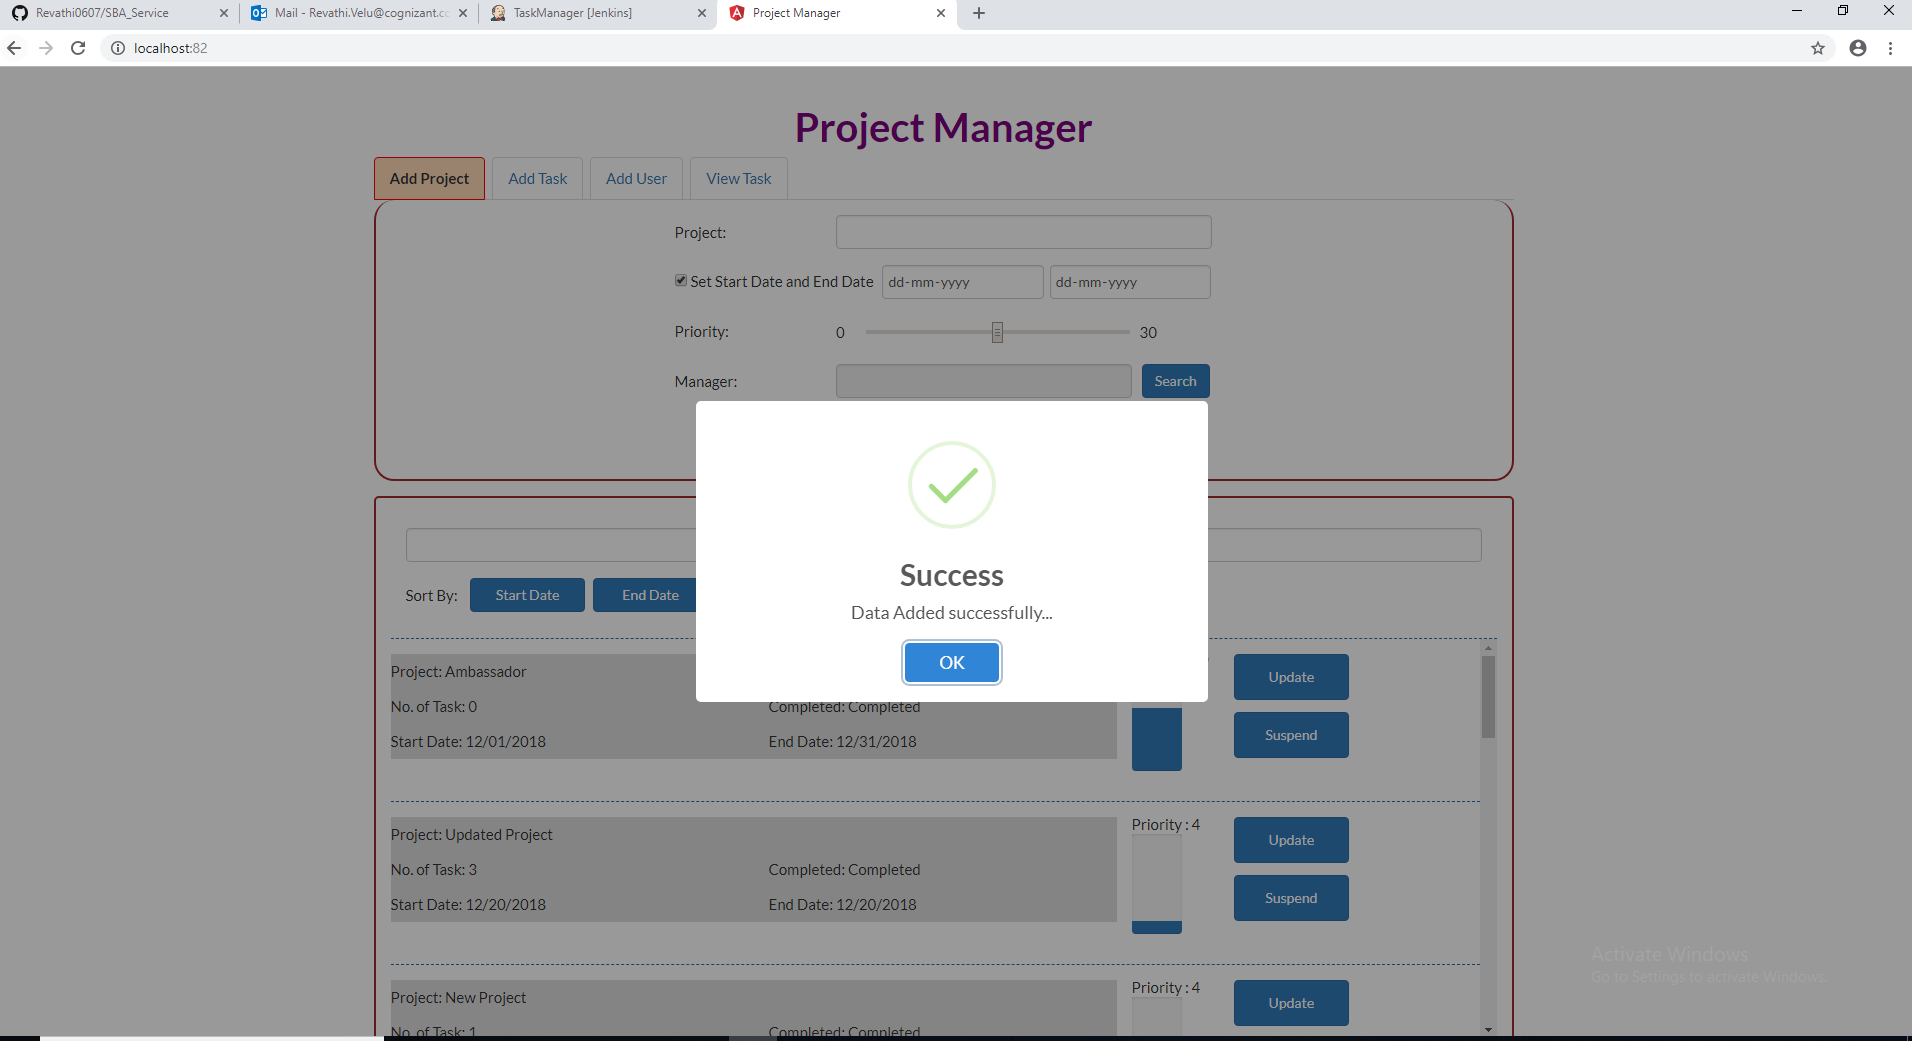 Revathi0607/SBA_Service
Mail - Revathi.Velu@cognizant.c
TaskManager [Jenkins]
Project Manager
localhost:82
Project Manager
Add Project
Add Task
Add User
View Task
Project:
Set Start Date and End Date
dd-mm-yyyy
dd-mm-yyyy
Priority:
0
30
Manager:
Search
Sort By:
Start Date
End Date
Success
Data Added successfully...
OK
Project: Ambassador
No. of Task: 0
Completed: Completed
Start Date: 12/01/2018
End Date: 12/31/2018
Update
Suspend
Project: Updated Project
No. of Task: 3
Completed: Completed
Start Date: 12/20/2018
End Date: 12/20/2018
Priority : 4
Update
Suspend
Project: New Project
No. of Task: 1
Completed: Completed
Priority : 4
Update
Activate Windows
Go to Settings to activate Windows.